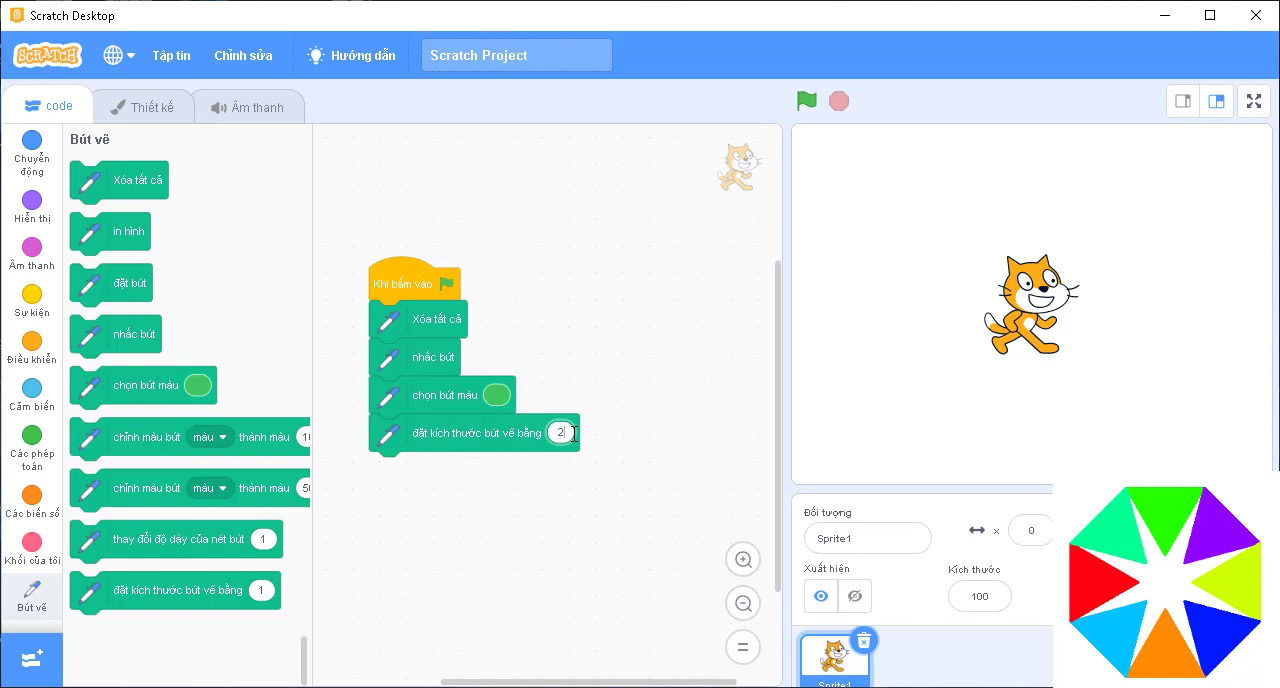 Scratch Desktop
SCRATCH
Tập tin
Chỉnh sửa
Hướng dẫn
Scratch Project
code
Thiết kế
Âm thanh
Chuyển động
Hiển thị
Âm thanh
Sự kiện
Điều khiển
Cảm biến
Các phép toán
Các biến số
Khối của tôi
Bút vẽ
Bút vẽ
Xóa tất cả
in hình
đặt bút
nhấc bút
chọn bút màu
chỉnh màu bút màu thành màu
chỉnh màu bút màu thành màu
thay đổi độ dày của nét bút 1
đặt kích thước bút vẽ bằng 1
Khi bấm vào
Xóa tất cả
nhấc bút
chọn bút màu
đặt kích thước bút vẽ bằng 2
Đối tượng
Sprite1
x 0
Xuất hiện
Kích thước
100
Sprite1